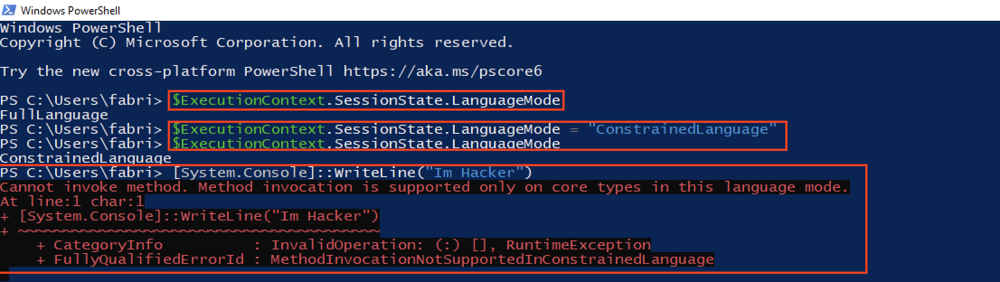 Windows PowerShell
Windows PowerShell
Copyright (C) Microsoft Corporation. All rights reserved.
Try the new cross-platform PowerShell https://aka.ms/pscore6
PS C:\Users\fabri> $ExecutionContext.SessionState.LanguageMode
FullLanguage
PS C:\Users\fabri> $ExecutionContext.SessionState.LanguageMode = "ConstrainedLanguage"
PS C:\Users\fabri> $ExecutionContext.SessionState.LanguageMode
ConstrainedLanguage
PS C:\Users\fabri> [System.Console]::WriteLine("Im Hacker")
Cannot invoke method. Method invocation is supported only on core types in this language mode.
At line:1 char:1
+ [System.Console]::WriteLine("Im Hacker")
+ ~~~~~~~~~~~~~~~~~~~~~~~~~~~~~~~~~~~~~~~~
    + CategoryInfo          : InvalidOperation: (:) [], RuntimeException
    + FullyQualifiedErrorId : MethodInvocationNotSupportedInConstrainedLanguage